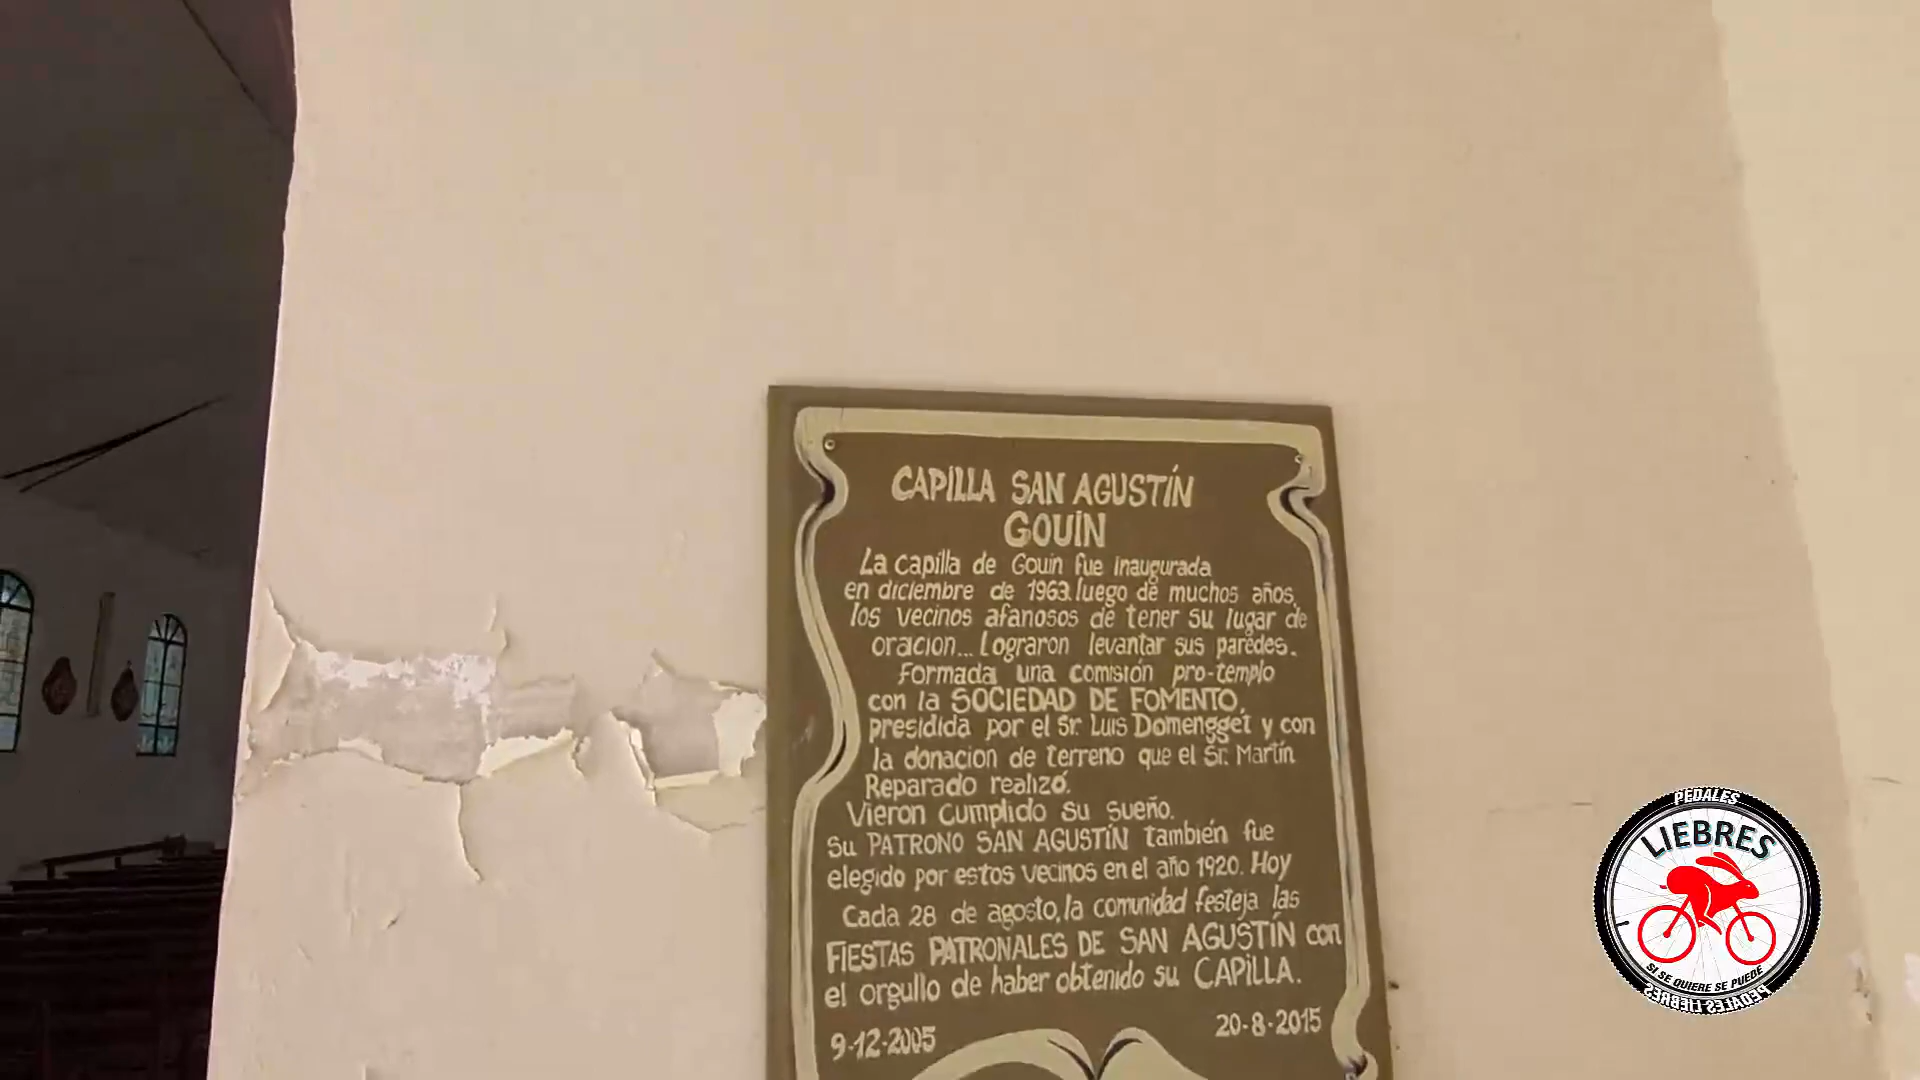 CAPILLA SAN AGUSTÍN
GOUIN
La capilla de Gouin fue inaugurada
en diciembre de 1963. luego de muchos años,
los vecinos afanosos de tener su lugar de
oracion... Lograron levantar sus paredes.
Formada una comisión pro-templo
con la SOCIEDAD DE FOMENTO,
presidida por el Sr. Luis Domengget y con
la donacion de terreno que el Sr. Martín
Reparado realizó.
Vieron cumplido su sueño.
Su PATRONO SAN AGUSTÍN también fue
elegido por estos vecinos en el año 1920. Hoy
Cada 28 de agosto, la comunidad festeja las
FIESTAS PATRONALES DE SAN AGUSTÍN con
el orgullo de haber obtenido su CAPILLA.
9-12-2005
20-8-2015
PEDALES
LIEBRES
SI SE QUIERE SE PUEDE
PEDALES LIEBRES